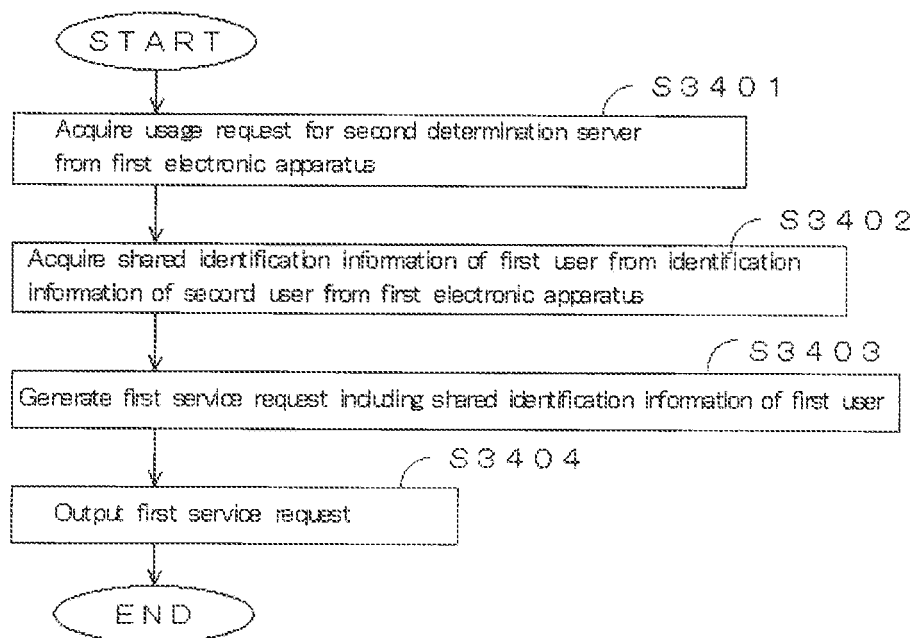 START
S3401
Acquire usage request for second determination server
from first electronic apparatus
S3402
Acquire shared identification information of first user from identification
information of second user from first electronic apparatus
S3403
Generate first service request including shared identification information of first user
S3404
Output first service request
END